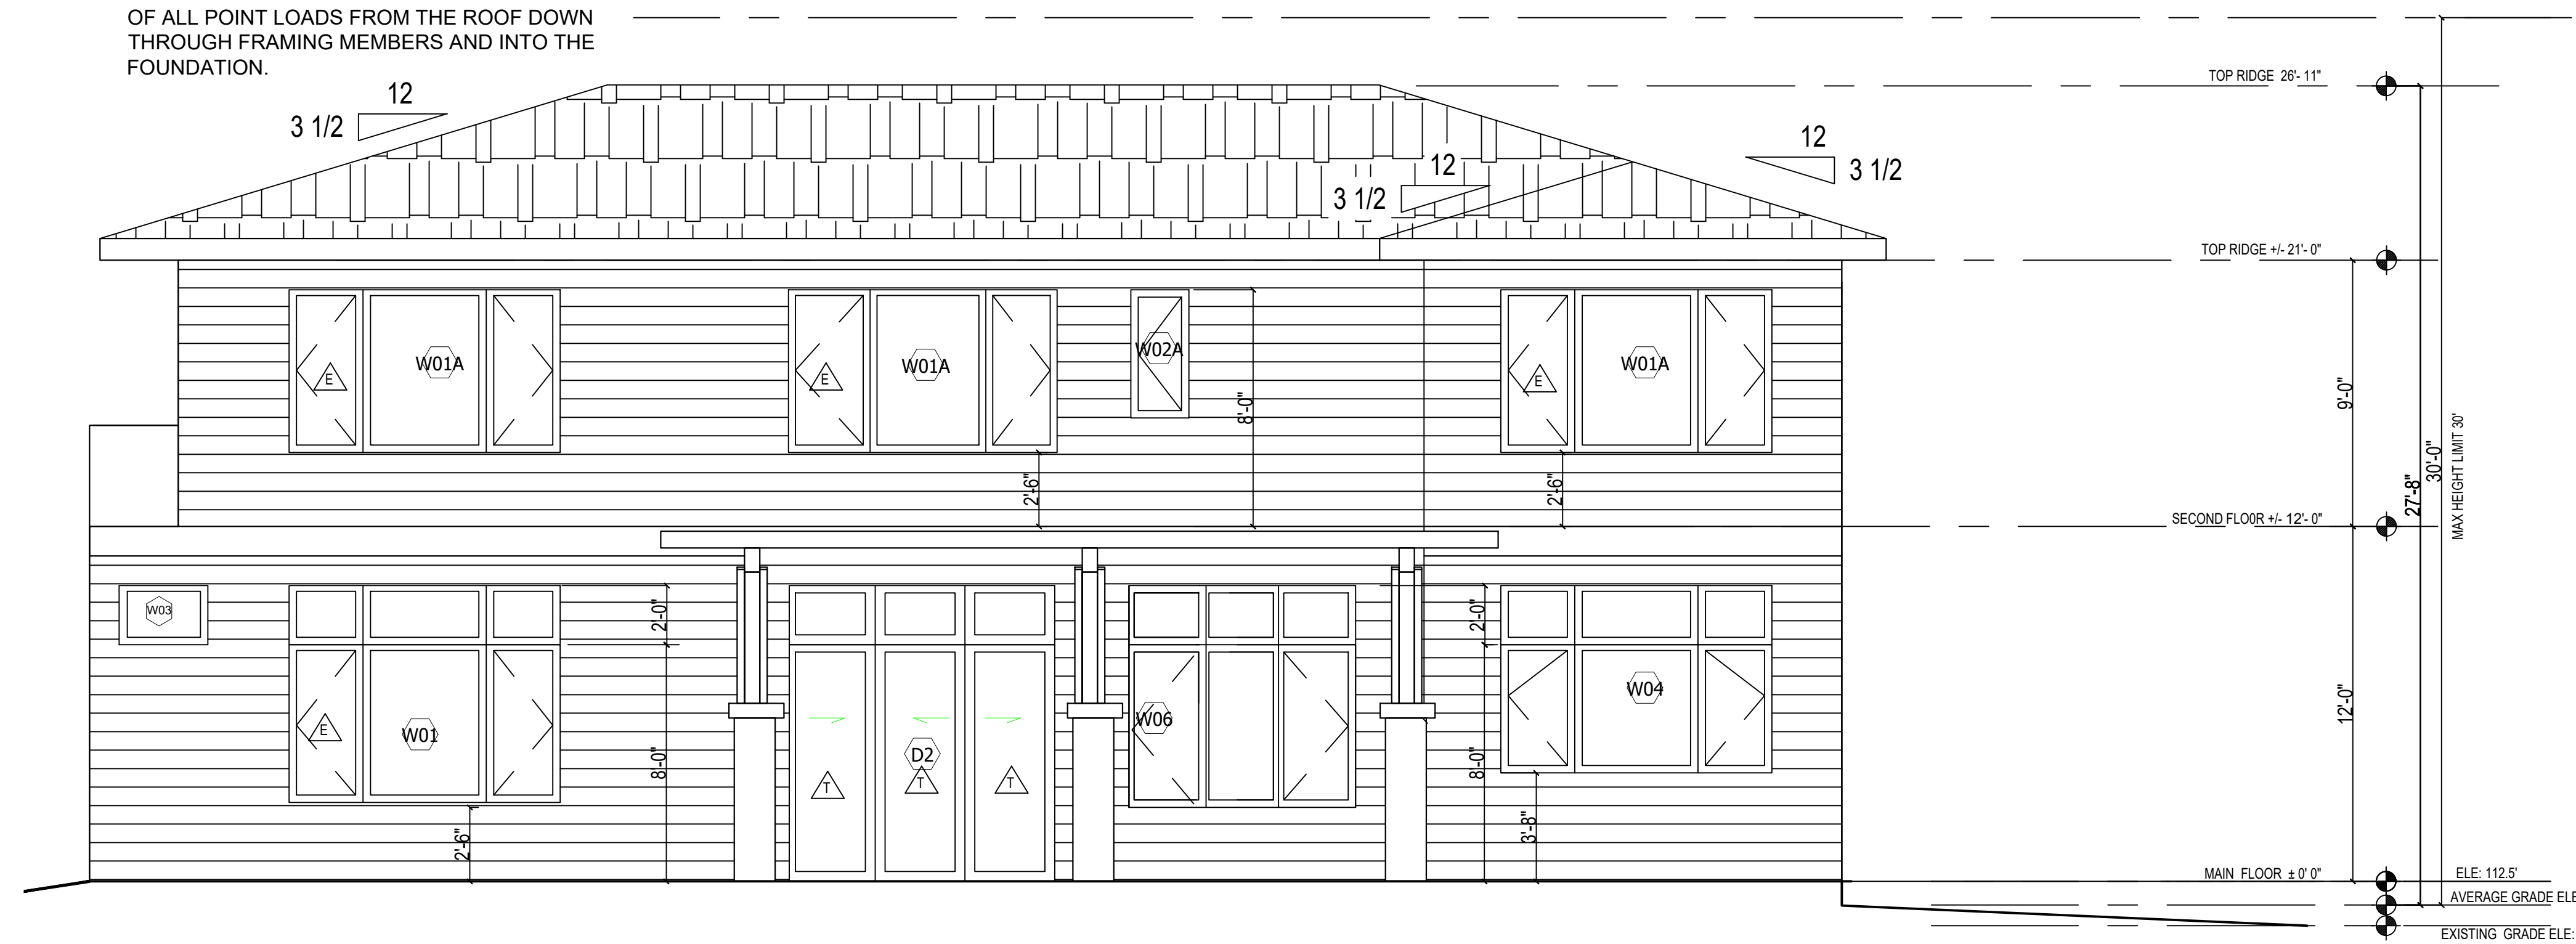 OF ALL POINT LOADS FROM THE ROOF DOWN
THROUGH FRAMING MEMBERS AND INTO THE
FOUNDATION.
TOP RIDGE 26'- 11"
12
3 1/2
12
3 1/2
12
3 1/2
TOP RIDGE +/- 21'- 0"
W01A
E
W01A
E
W02A
8'-0"
W01A
E
9'-0"
2'-6"
2'-6"
27'-8"
30'-0"
MAX HEIGHT LIMIT 30'
SECOND FLOOR +/- 12'- 0"
W03
2'-0"
2'-0"
W01
E
W06
W04
12'-0"
D2
T
T
T
8'-0"
8'-0"
2'-6"
3'-8"
MAIN FLOOR ± 0' 0"
ELE: 112.5'
AVERAGE GRADE ELE
EXISTING GRADE ELE: